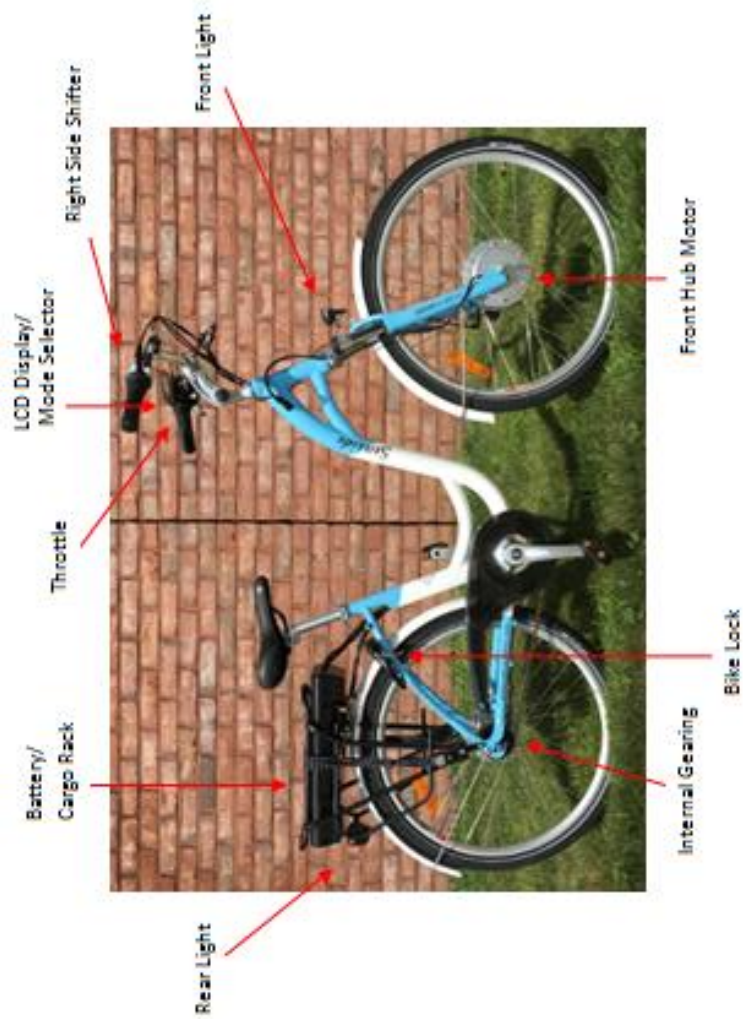 Rear Light
Battery/
Cargo Rack
Throttle
LCD Display/
Mode Selector
Right Side Shifter
Front Light
Seaside
Internal Gearing
Bike Lock
Front Hub Motor